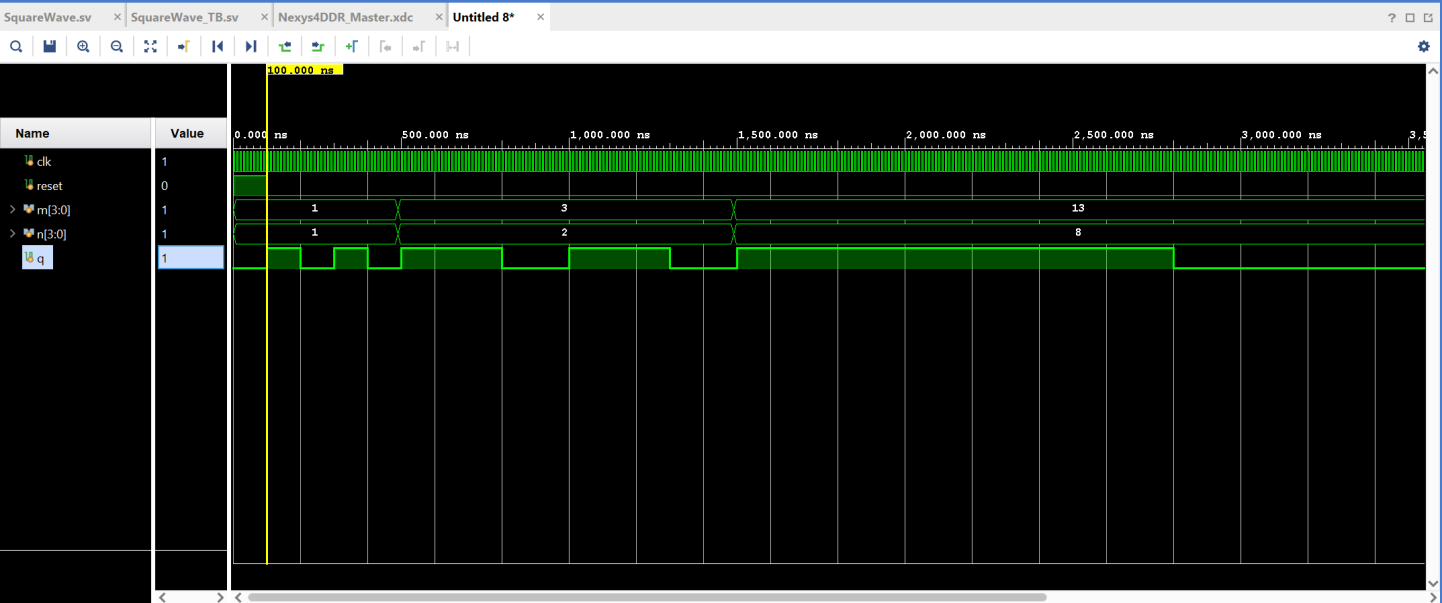 SquareWave.sv × SquareWave_TB.sv × Nexys4DDR_Master.xdc × Untitled 8* ×
?
100.000 ns
Name Value
0.000 ns 500.000 ns 1,000.000 ns 1,500.000 ns 2,000.000 ns 2,500.000 ns 3,000.000 ns 3,5
clk 1
reset 0
m[3:0] 1 1 3 13
n[3:0] 1 1 2 8
q 1